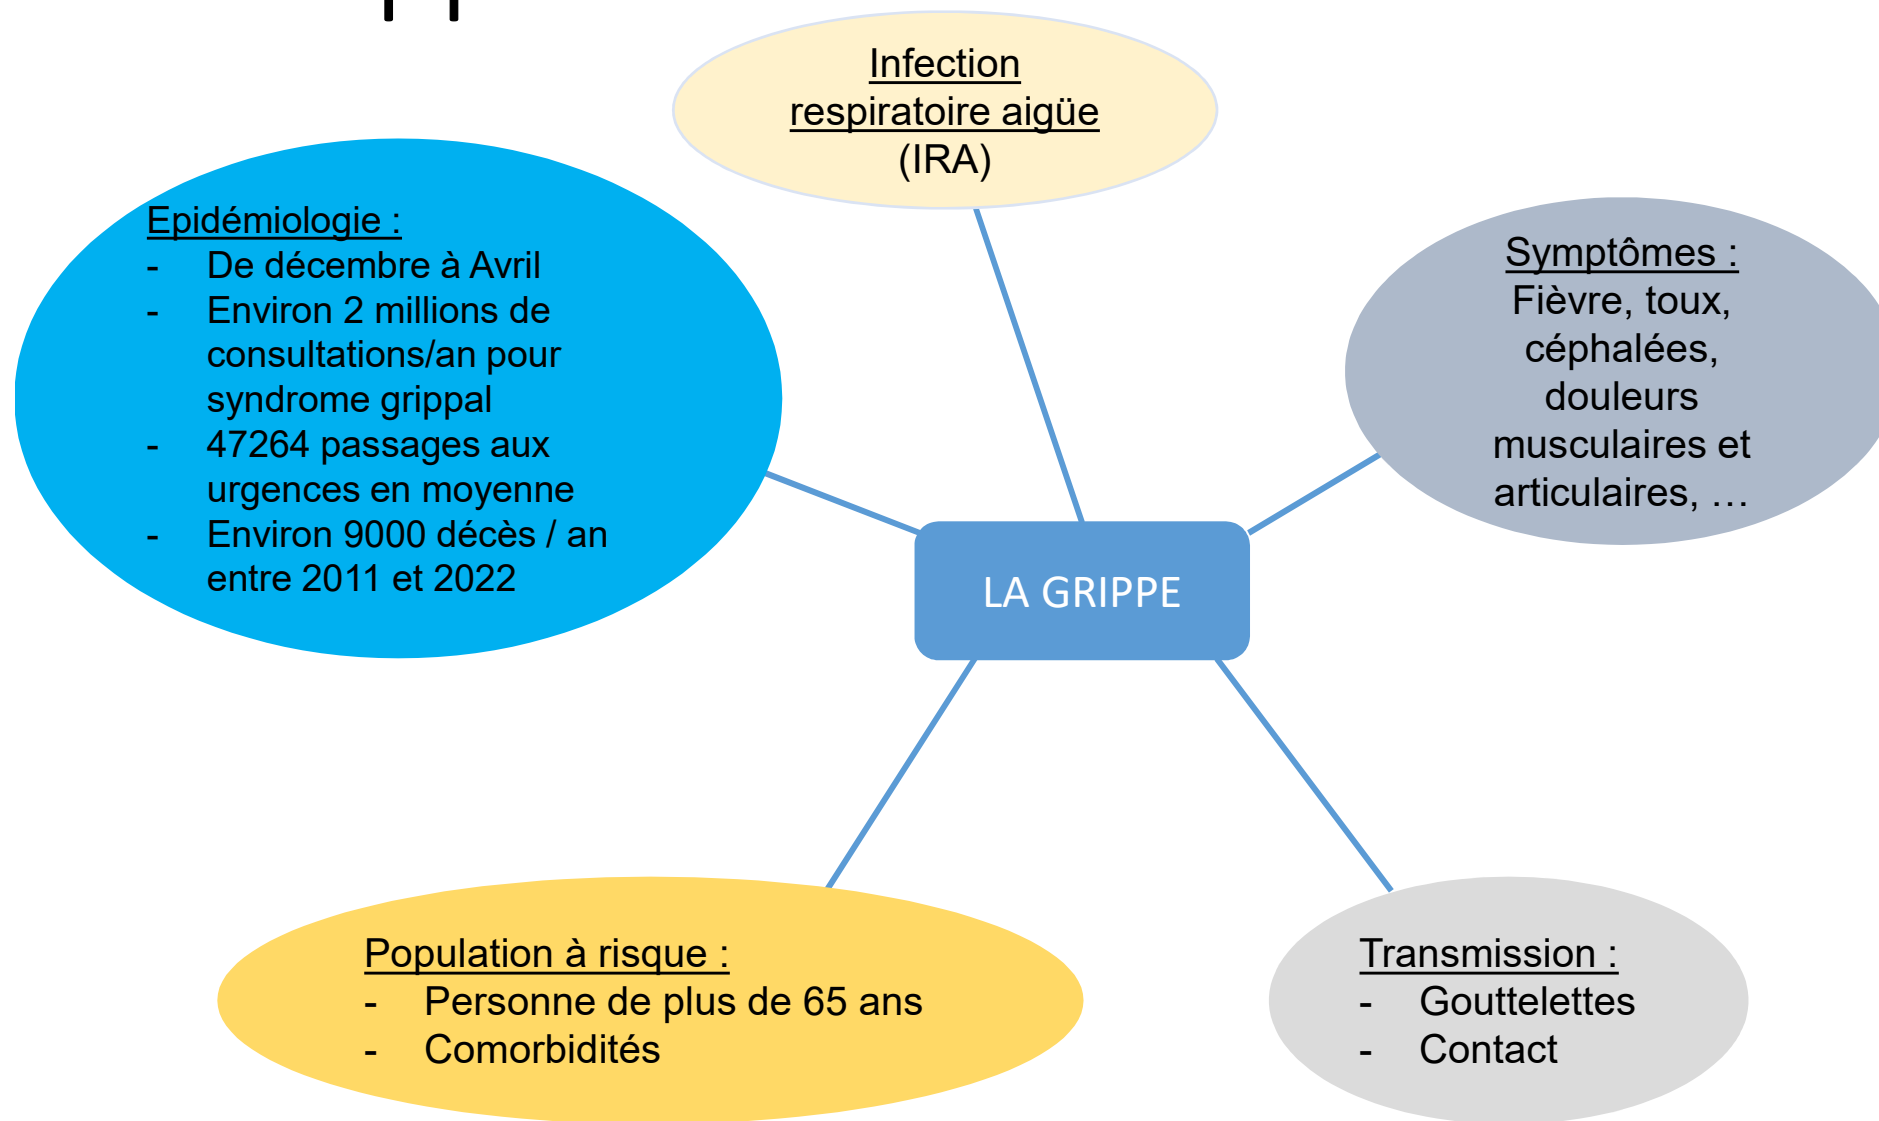 Infection
respiratoire aigüe
(IRA)
Epidémiologie :
- De décembre à Avril
- Environ 2 millions de
consultations/an pour
syndrome grippal
- 47264 passages aux
urgences en moyenne
- Environ 9000 décès / an
entre 2011 et 2022
Symptômes :
Fièvre, toux,
céphalées,
douleurs
musculaires et
articulaires, …
LA GRIPPE
Population à risque :
- Personne de plus de 65 ans
- Comorbidités
Transmission :
- Gouttelettes
- Contact